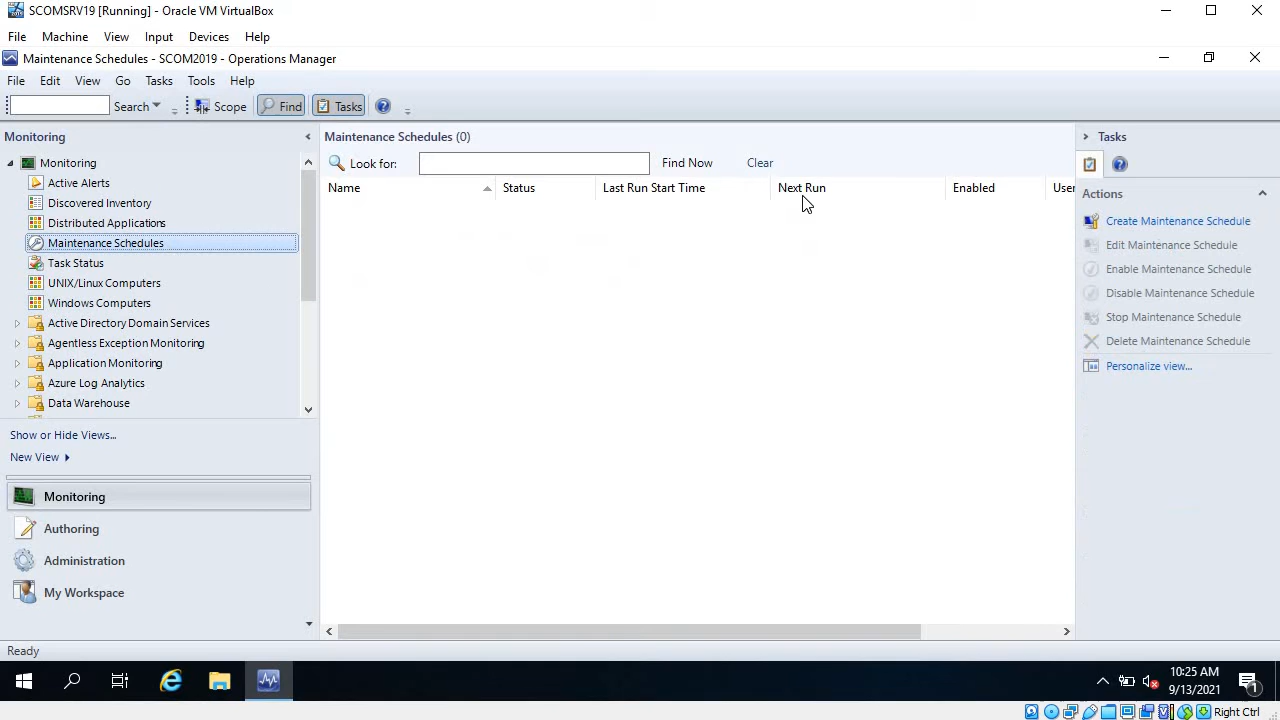 SCOMSRV19 [Running] - Oracle VM VirtualBox
File Machine View Input Devices Help
Maintenance Schedules - SCOM2019 - Operations Manager
File Edit View Go Tasks Tools Help
Search Scope Find Tasks
Monitoring
Monitoring
Active Alerts
Discovered Inventory
Distributed Applications
Maintenance Schedules
Task Status
UNIX/Linux Computers
Windows Computers
Active Directory Domain Services
Agentless Exception Monitoring
Application Monitoring
Azure Log Analytics
Data Warehouse
Show or Hide Views...
New View
Monitoring
Authoring
Administration
My Workspace
Maintenance Schedules (0)
Look for: Find Now Clear
Name Status Last Run Start Time Next Run Enabled User
Tasks
Actions
Create Maintenance Schedule
Edit Maintenance Schedule
Enable Maintenance Schedule
Disable Maintenance Schedule
Stop Maintenance Schedule
Delete Maintenance Schedule
Personalize view...
Ready
10:25 AM
9/13/2021
1
Right Ctrl